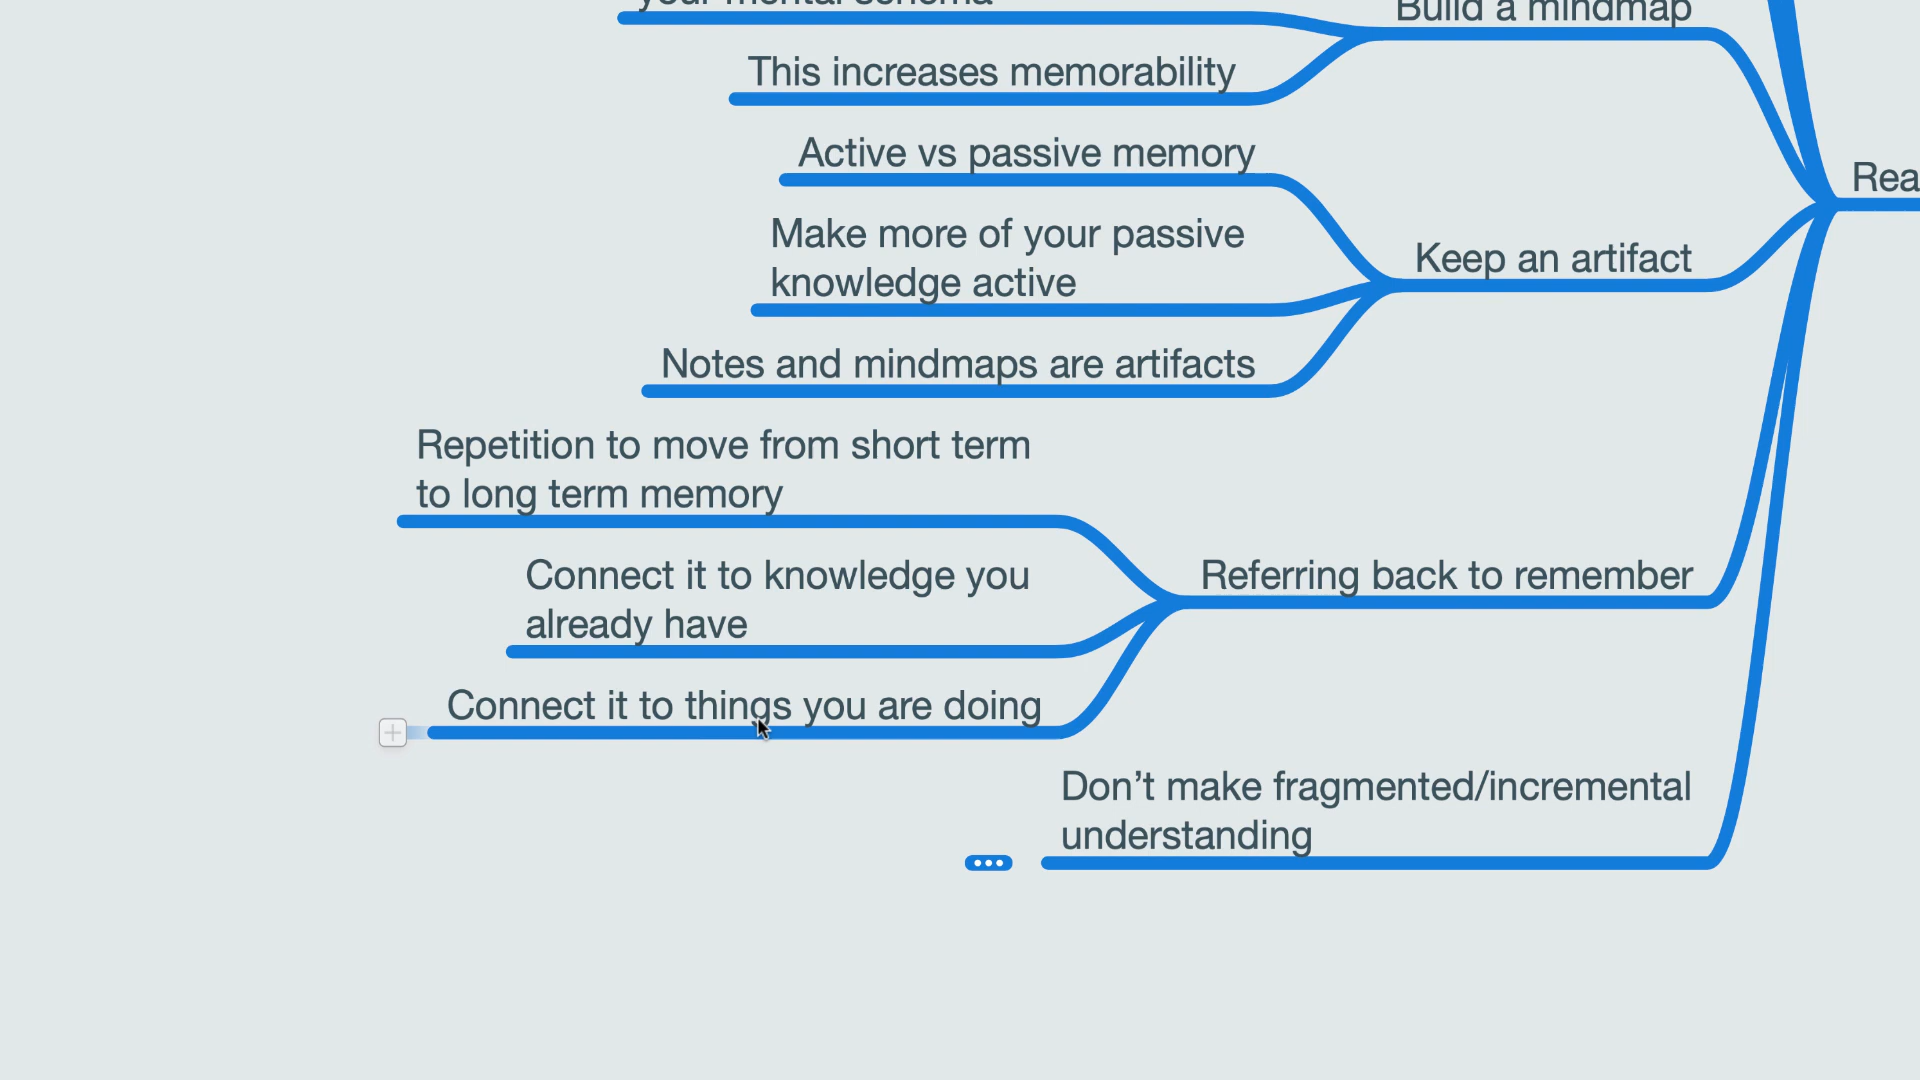 your mental schema
Build a mindmap
This increases memorability
Active vs passive memory
Make more of your passive
knowledge active
Keep an artifact
Notes and mindmaps are artifacts
Repetition to move from short term
to long term memory
Connect it to knowledge you
already have
Referring back to remember
Connect it to things you are doing
Don’t make fragmented/incremental
understanding